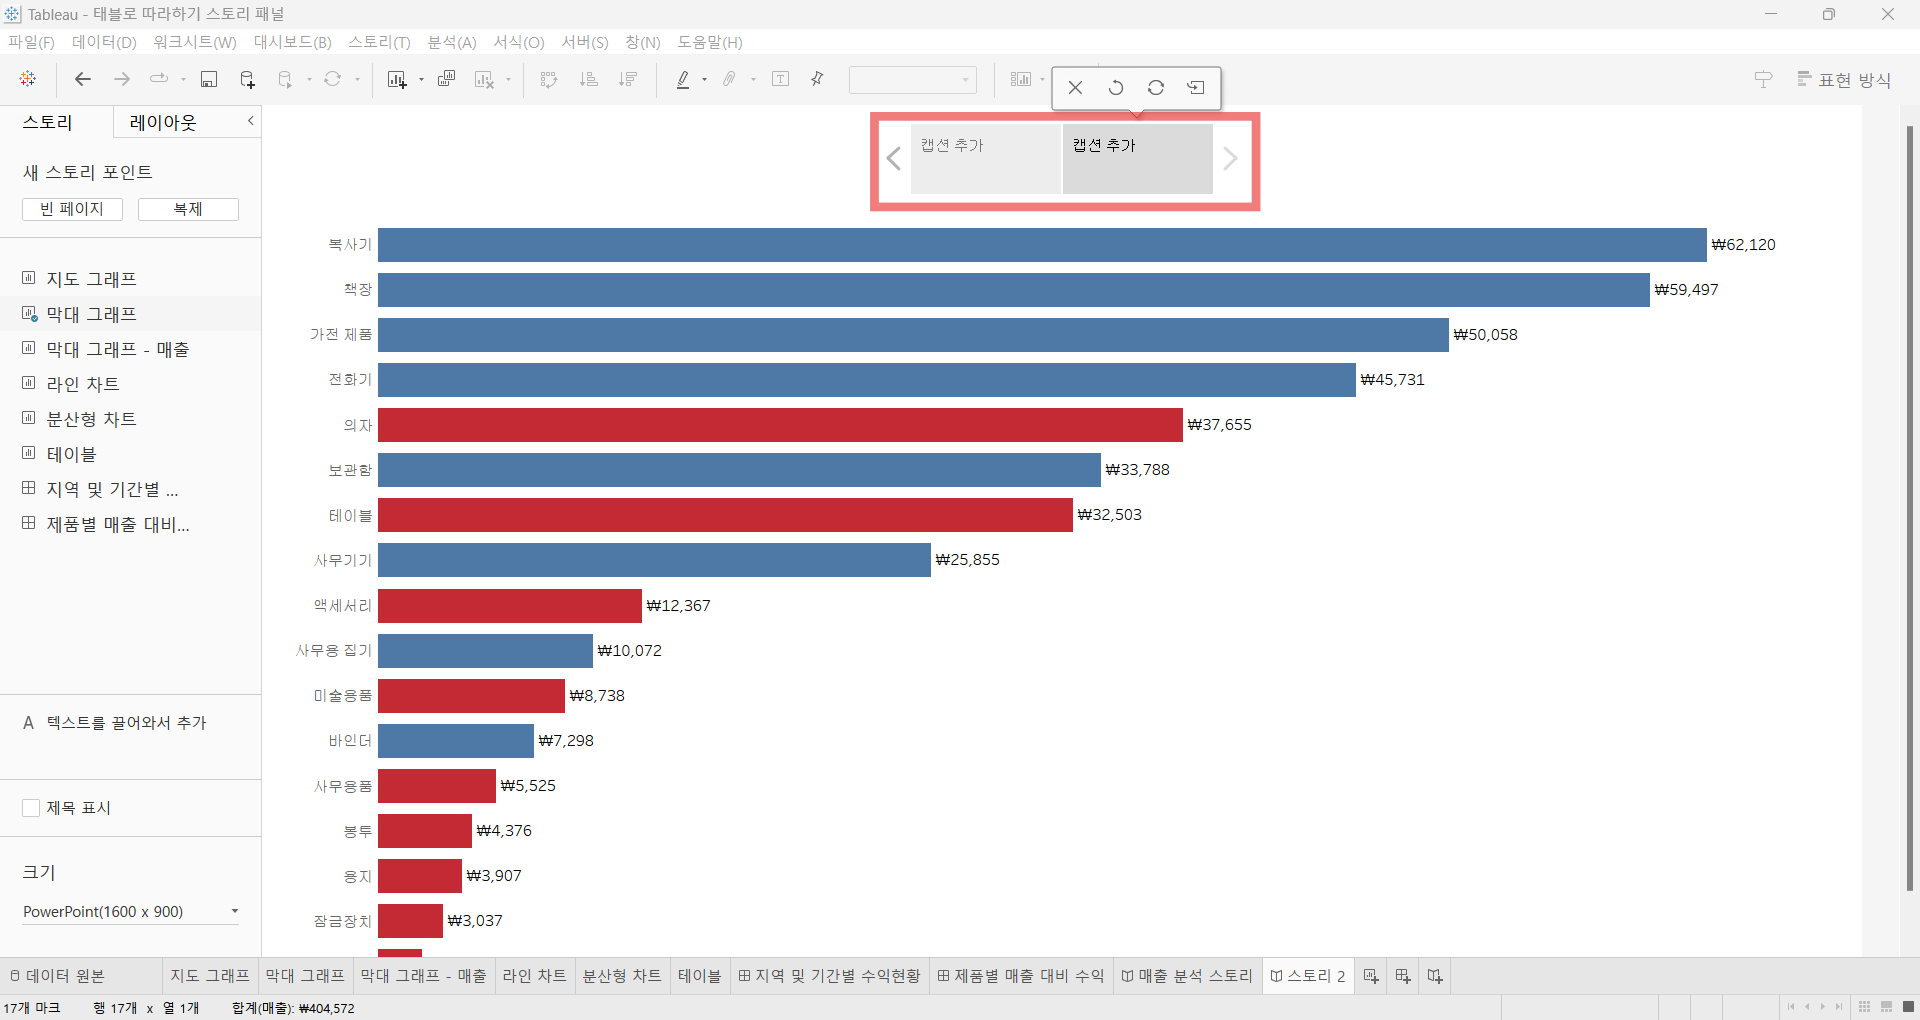 Tableau - 태블로 따라하기 스토리 패널
파일(F) 데이터(D) 워크시트(W) 대시보드(B) 스토리(T) 분석(A) 서식(O) 서버(S) 창(N) 도움말(H)
표현 방식
스토리 레이아웃
새 스토리 포인트
빈 페이지 복제
지도 그래프
막대 그래프
막대 그래프 - 매출
라인 차트
분산형 차트
테이블
지역 및 기간별 ...
제품별 매출 대비...
A 텍스트를 끌어와서 추가
제목 표시
크기
PowerPoint(1600 x 900)
캡션 추가 캡션 추가
복사기 ₩62,120
책장 ₩59,497
가전 제품 ₩50,058
전화기 ₩45,731
의자 ₩37,655
보관함 ₩33,788
테이블 ₩32,503
사무기기 ₩25,855
액세서리 ₩12,367
사무용 집기 ₩10,072
미술용품 ₩8,738
바인더 ₩7,298
사무용품 ₩5,525
봉투 ₩4,376
용지 ₩3,907
잠금장치 ₩3,037
데이터 원본 지도 그래프 막대 그래프 막대 그래프 - 매출 라인 차트 분산형 차트 테이블 지역 및 기간별 수익현황 제품별 매출 대비 수익 매출 분석 스토리 스토리 2
17개 마크 행 17개 x 열 1개 합계(매출): ₩404,572